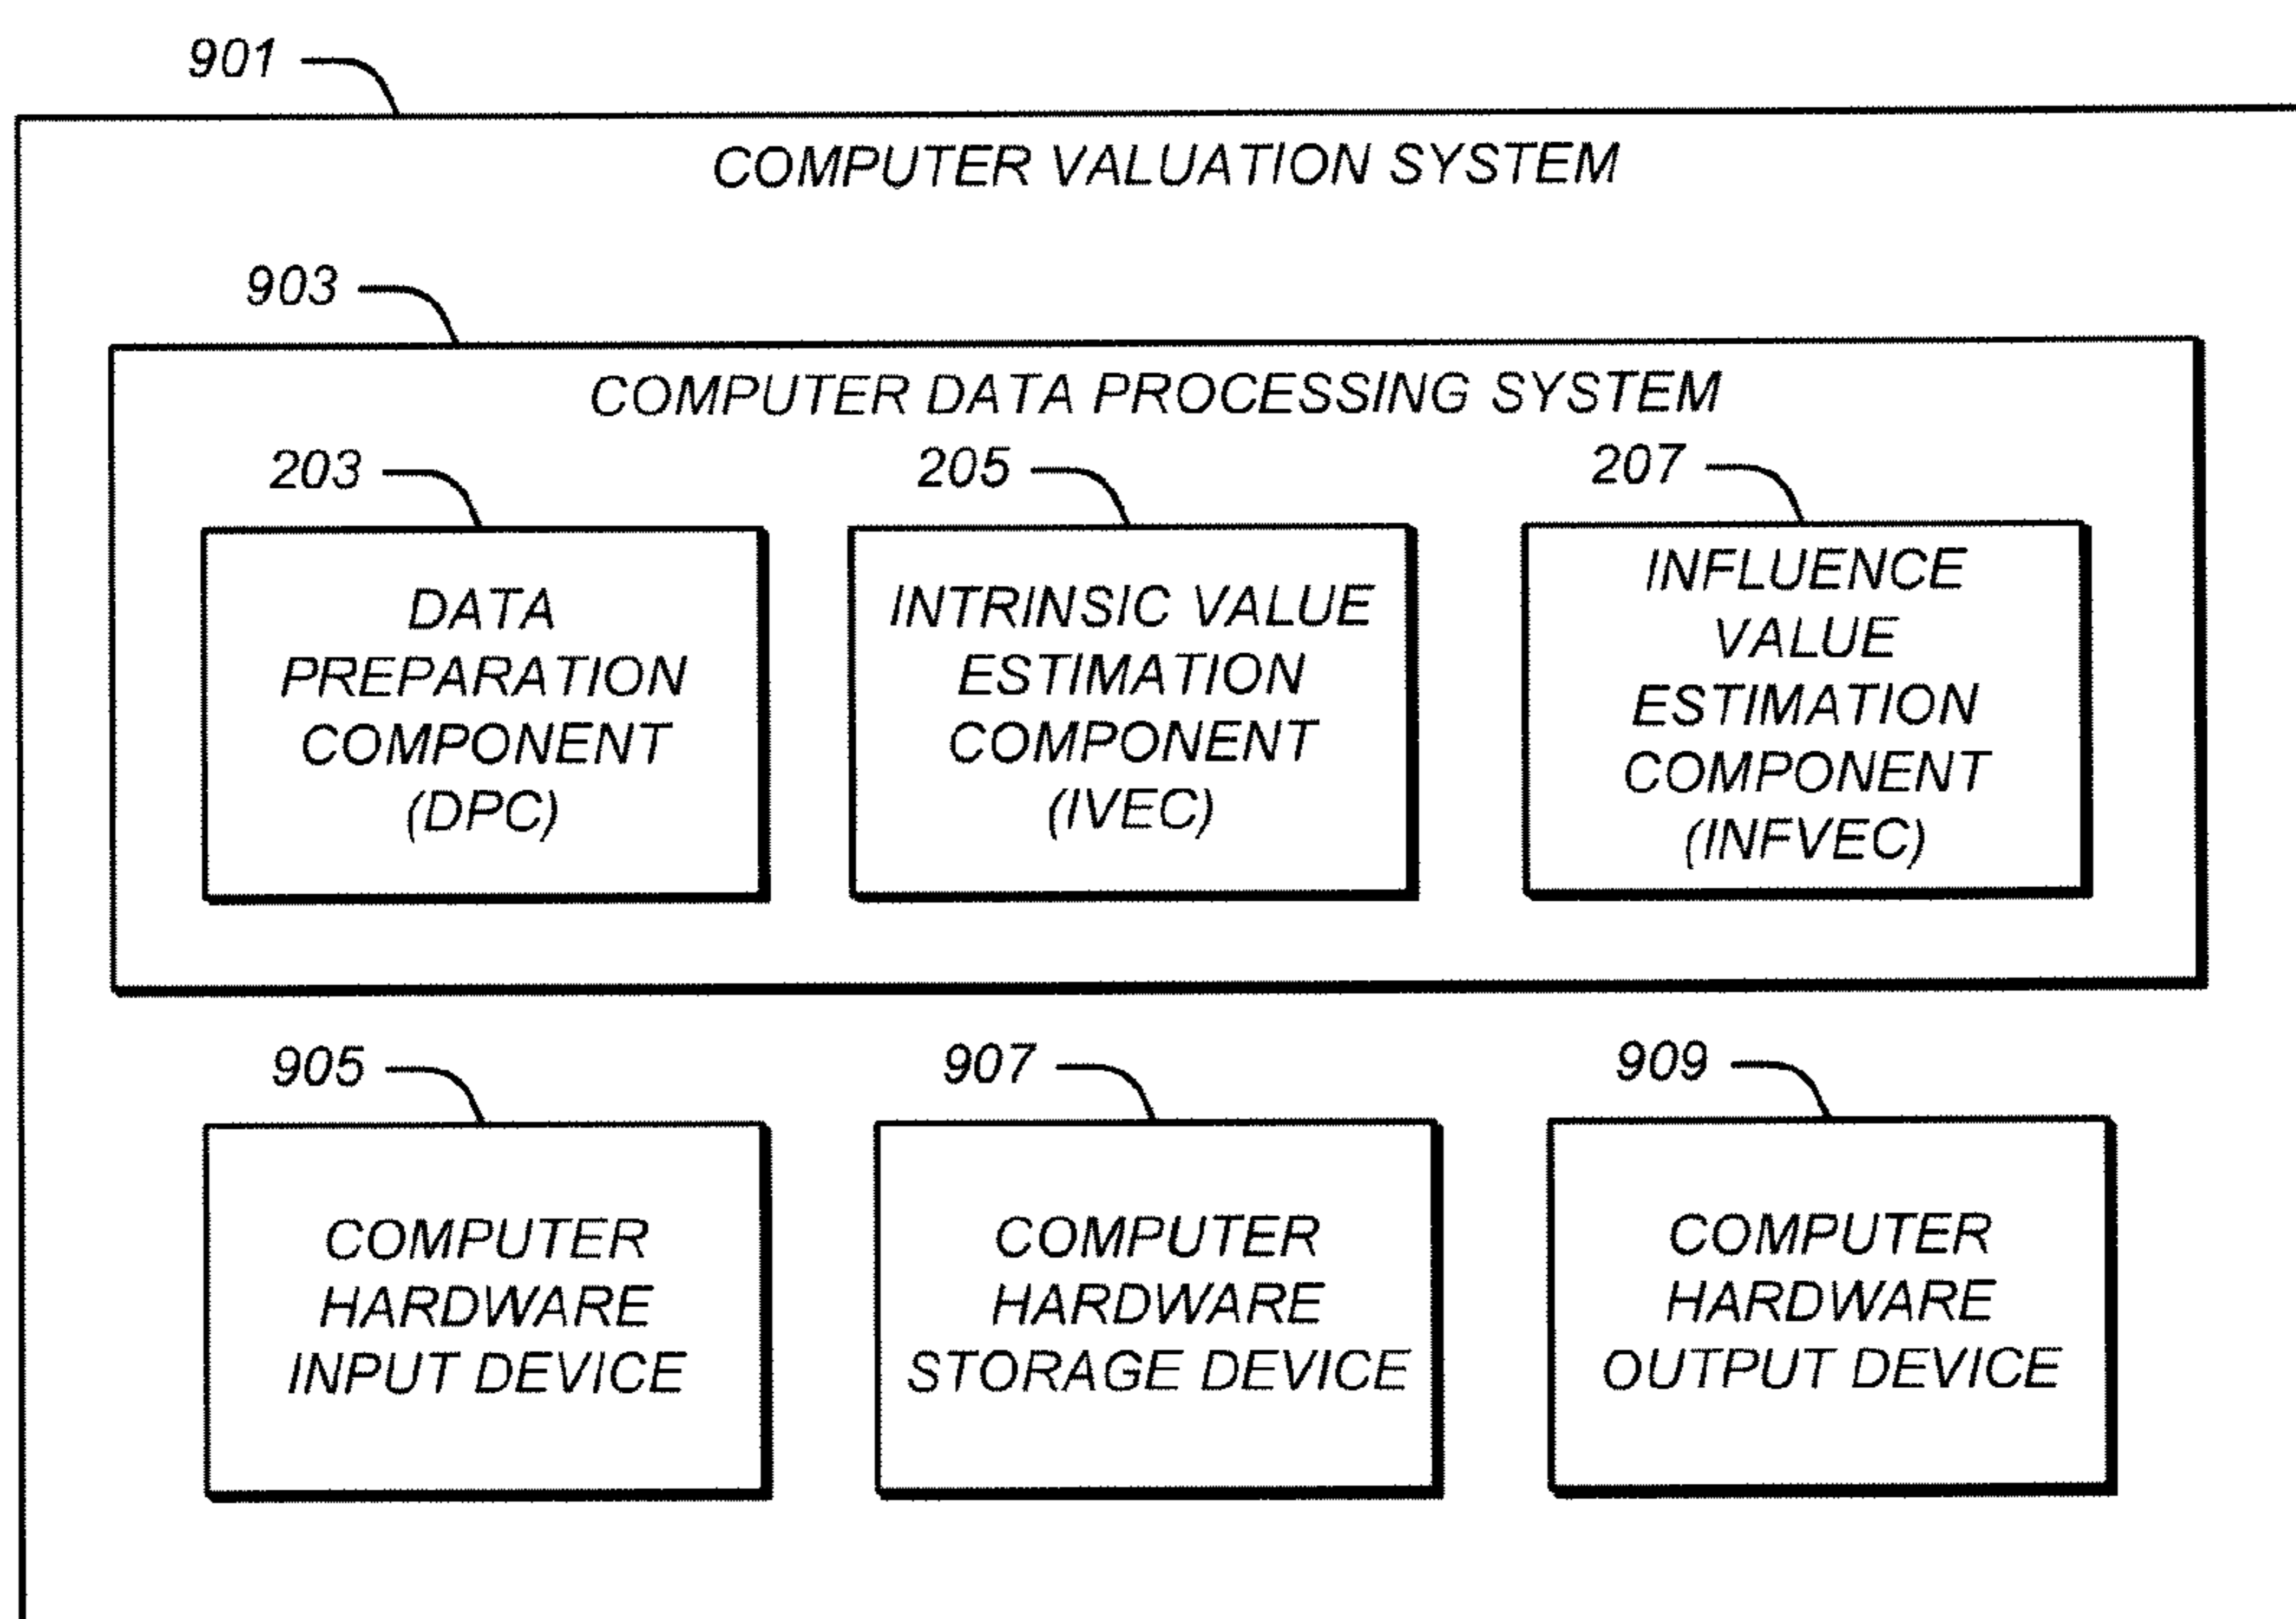 901
COMPUTER VALUATION SYSTEM
903
COMPUTER DATA PROCESSING SYSTEM
203
205
207
DATA
PREPARATION
COMPONENT
(DPC)
INTRINSIC VALUE
ESTIMATION
COMPONENT
(IVEC)
INFLUENCE
VALUE
ESTIMATION
COMPONENT
(INFVEC)
905
907
909
COMPUTER
HARDWARE
INPUT DEVICE
COMPUTER
HARDWARE
STORAGE DEVICE
COMPUTER
HARDWARE
OUTPUT DEVICE